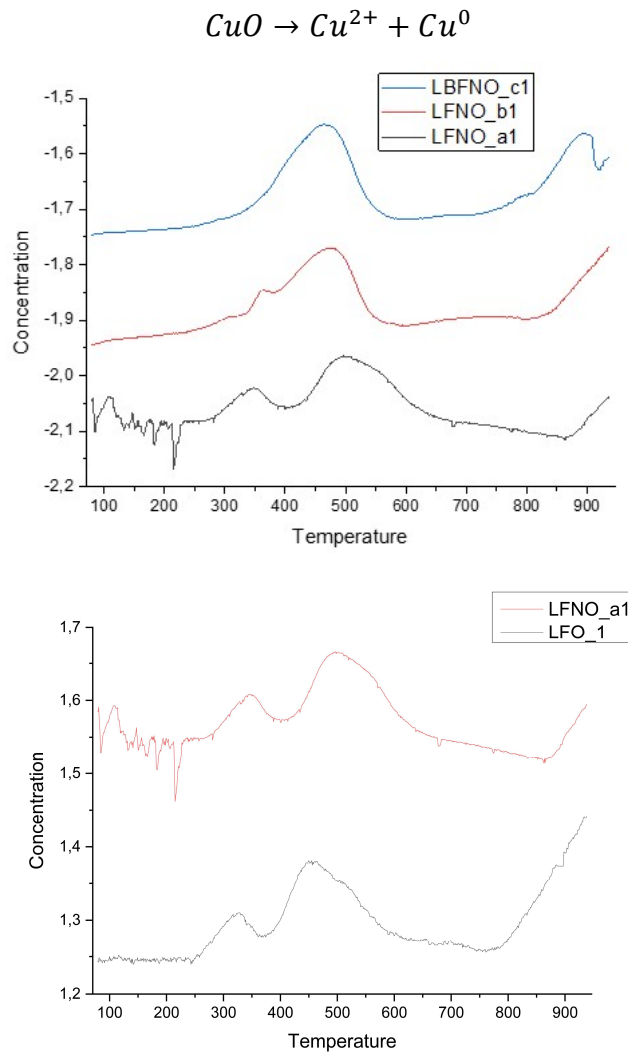 CuO → Cu²⁺ + Cu⁰
LBFNO_c1
LFNO_b1
LFNO_a1
-1,5
-1,6
-1,7
-1,8
-1,9
-2,0
-2,1
-2,2
Concentration
100 200 300 400 500 600 700 800 900
Temperature
LFNO_a1
LFO_1
1,7
1,6
1,5
1,4
1,3
1,2
Concentration
100 200 300 400 500 600 700 800 900
Temperature